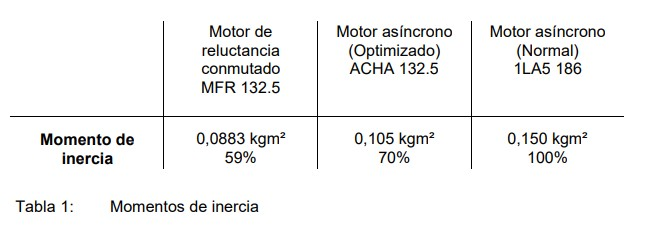 Motor de
reluctancia
conmutado
MFR 132.5
Motor asíncrono
(Optimizado)
ACHA 132.5
Motor asíncrono
(Normal)
1LA5 186
Momento de
inercia
0,0883 kgm²
59%
0,105 kgm²
70%
0,150 kgm²
100%
Tabla 1: Momentos de inercia